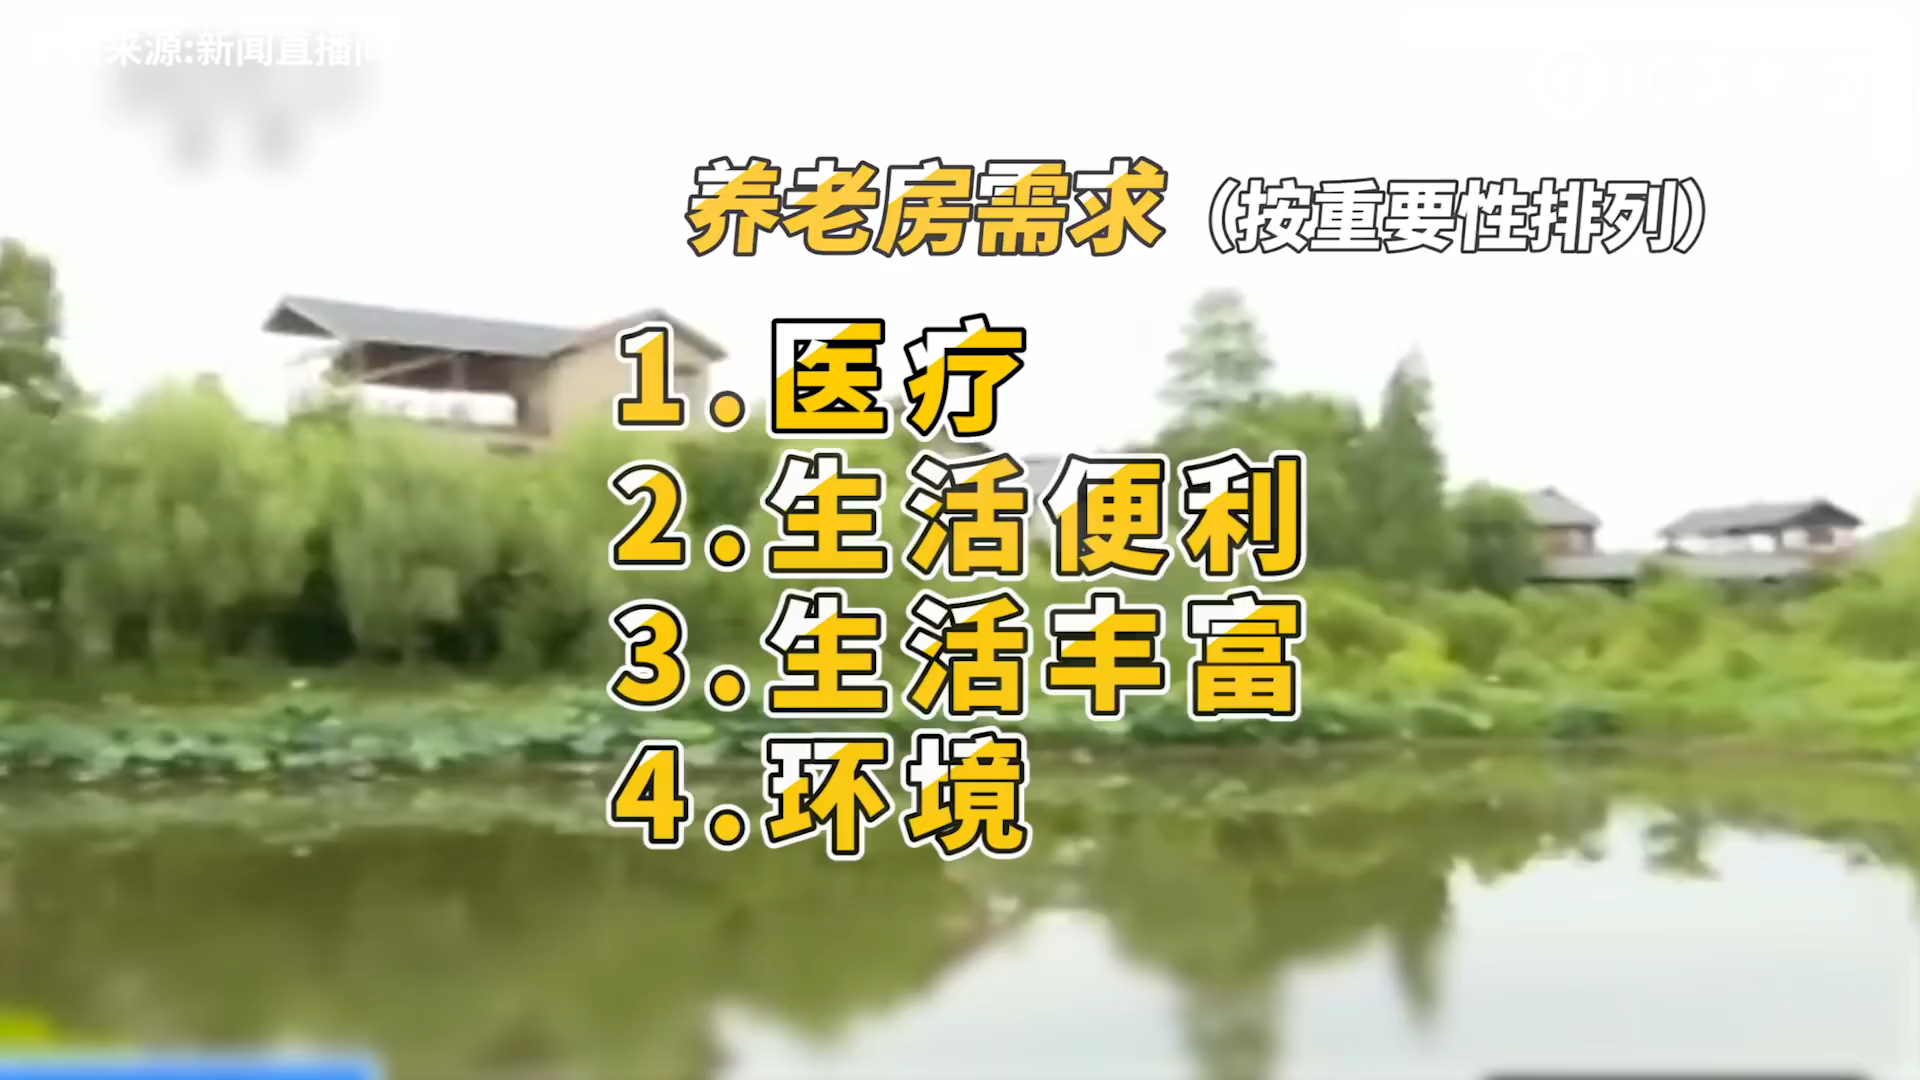 来源:新闻直播间
养老房需求（按重要性排列）
1.医疗
2.生活便利
3.生活丰富
4.环境